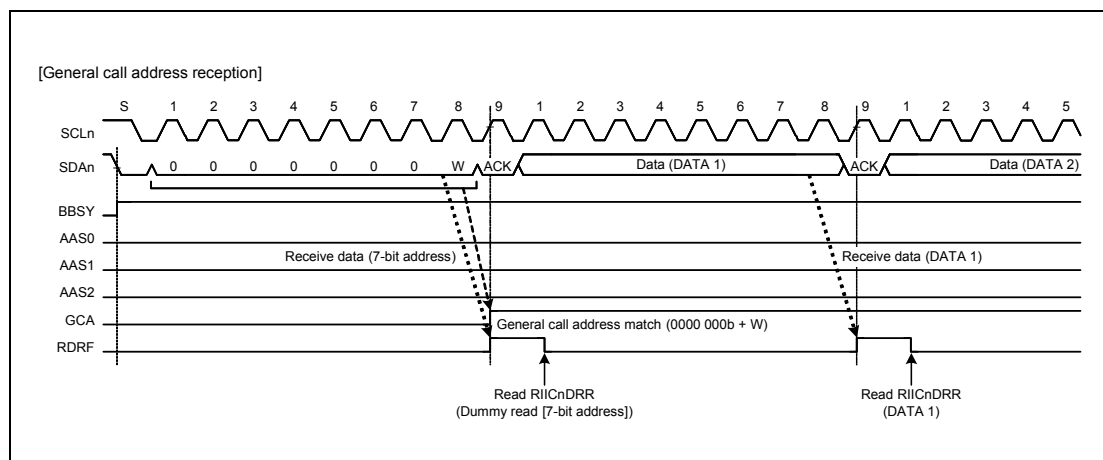 [General call address reception]
S 1 2 3 4 5 6 7 8 9 1 2 3 4 5 6 7 8 9 1 2 3 4 5
SCLn
SDAn 0 0 0 0 0 0 0 W ACK Data (DATA 1) ACK Data (DATA 2)
BBSY
AAS0
Receive data (7-bit address) Receive data (DATA 1)
AAS1
AAS2
GCA
General call address match (0000 000b + W)
RDRF
Read RIICnDRR Read RIICnDRR
(Dummy read [7-bit address]) (DATA 1)